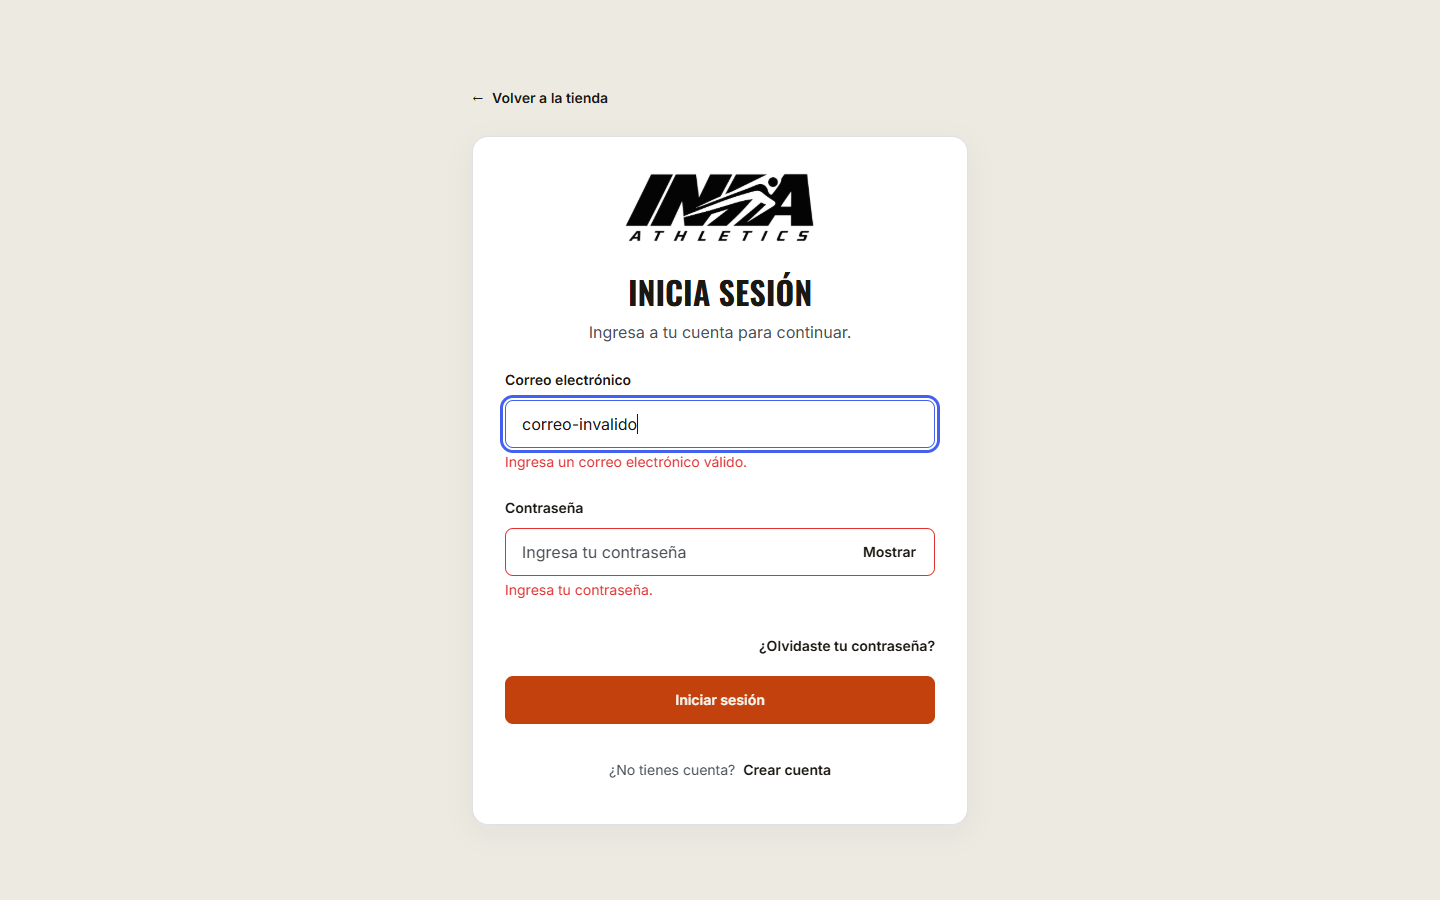 ← Volver a la tienda
INFA
ATHLETICS
INICIA SESIÓN
Ingresa a tu cuenta para continuar.
Correo electrónico
correo-invalido
Ingresa un correo electrónico válido.
Contraseña
Ingresa tu contraseña Mostrar
Ingresa tu contraseña.
¿Olvidaste tu contraseña?
Iniciar sesión
¿No tienes cuenta? Crear cuenta